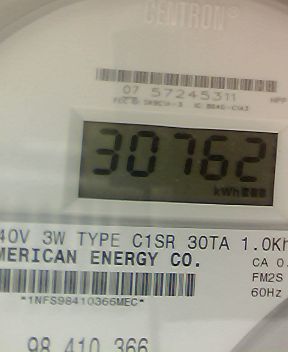 CENTRON®
07 57245311
30762
kWh
40V 3W TYPE C1SR 30TA 1.0Kh
MERICAN ENERGY CO.
CA 0.
FM2S
60Hz
*1NFS98410366MEC*
98 410 366